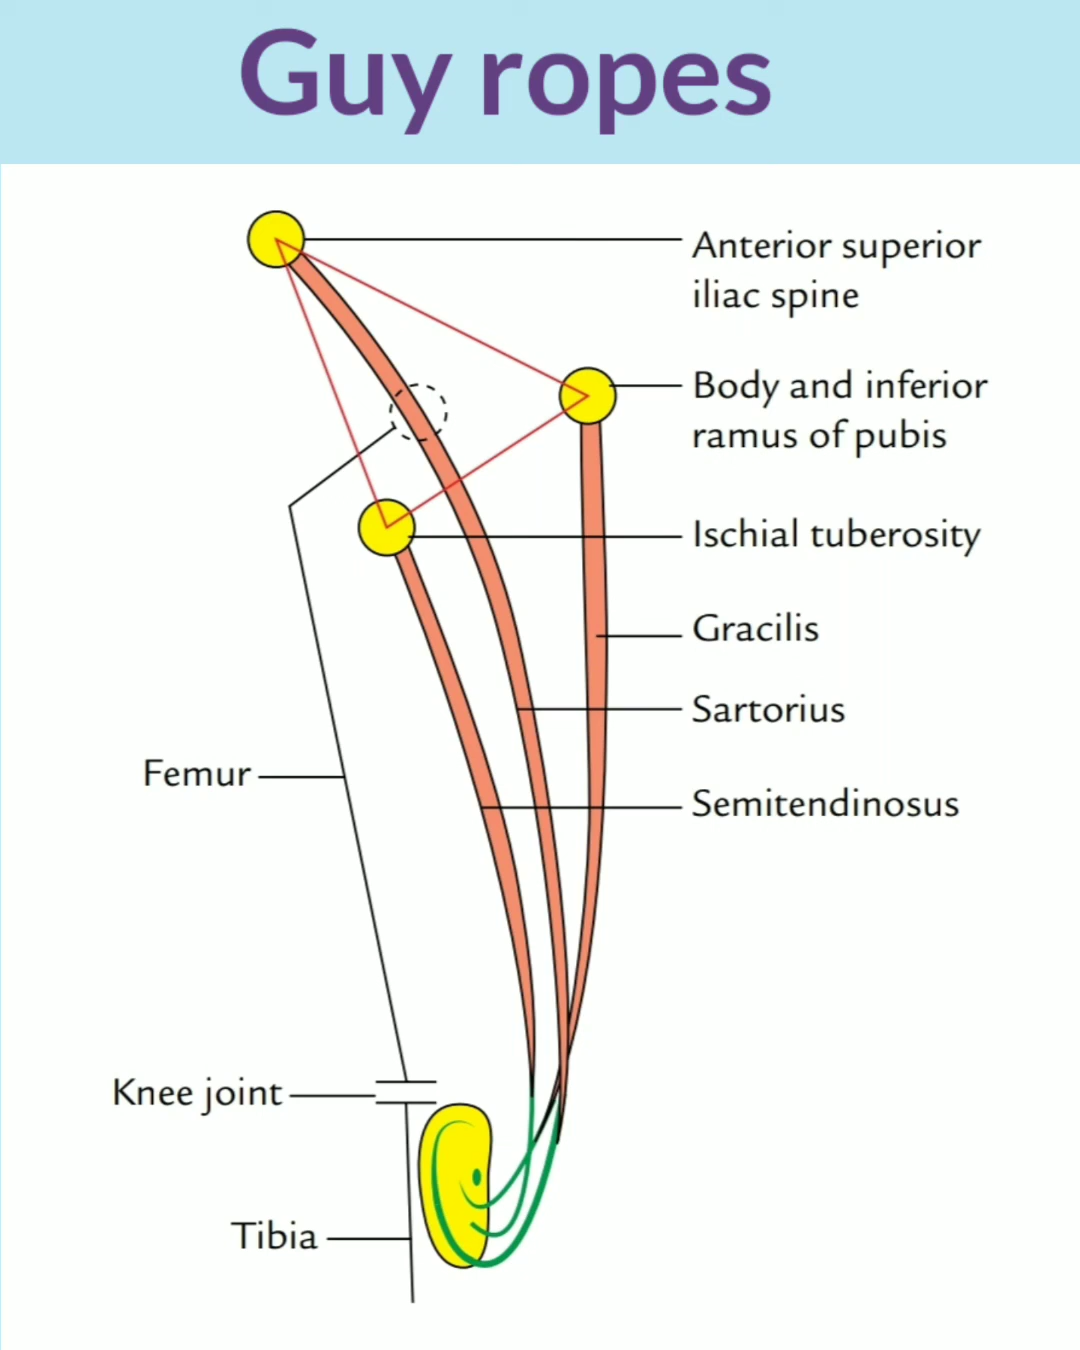 Guy ropes
Anterior superior
iliac spine
Body and inferior
ramus of pubis
Ischial tuberosity
Gracilis
Sartorius
Femur
Semitendinosus
Knee joint
Tibia